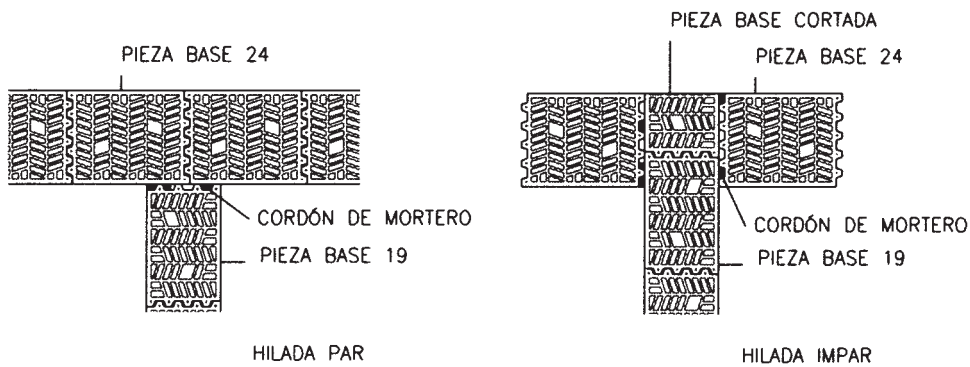 PIEZA BASE 24
CORDÓN DE MORTERO
PIEZA BASE 19
HILADA PAR
PIEZA BASE CORTADA
PIEZA BASE 24
CORDÓN DE MORTERO
PIEZA BASE 19
HILADA IMPAR